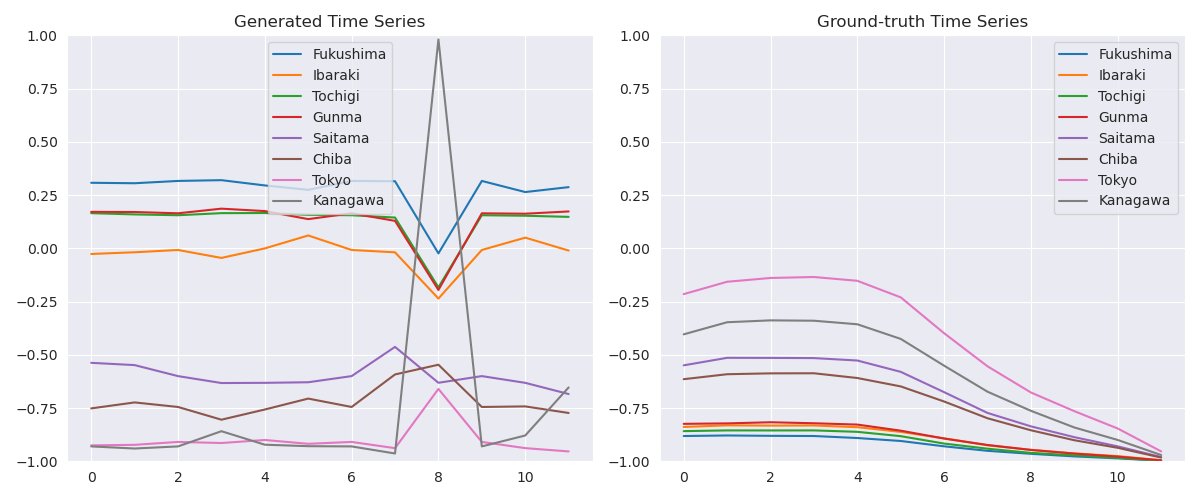 Generated Time Series
1.00
0.75
0.50
0.25
0.00
−0.25
−0.50
−0.75
−1.00
0 2 4 6 8 10
Fukushima
Ibaraki
Tochigi
Gunma
Saitama
Chiba
Tokyo
Kanagawa
Ground-truth Time Series
1.00
0.75
0.50
0.25
0.00
−0.25
−0.50
−0.75
−1.00
0 2 4 6 8 10
Fukushima
Ibaraki
Tochigi
Gunma
Saitama
Chiba
Tokyo
Kanagawa